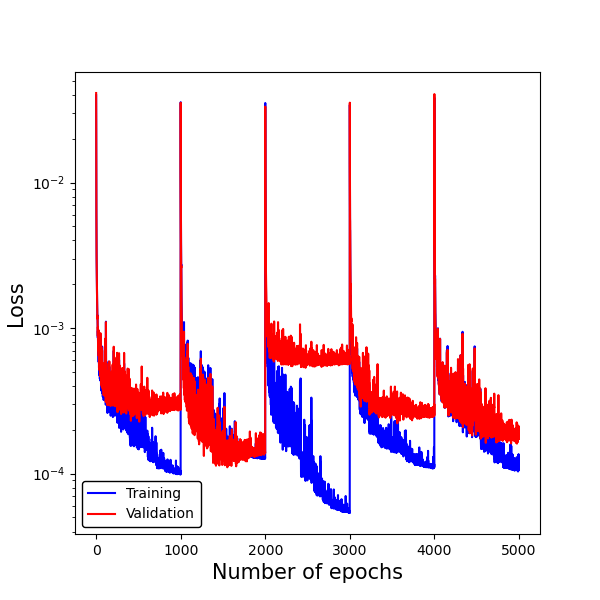 Loss
10⁻²
10⁻³
10⁻⁴
Training
Validation
0 1000 2000 3000 4000 5000
Number of epochs